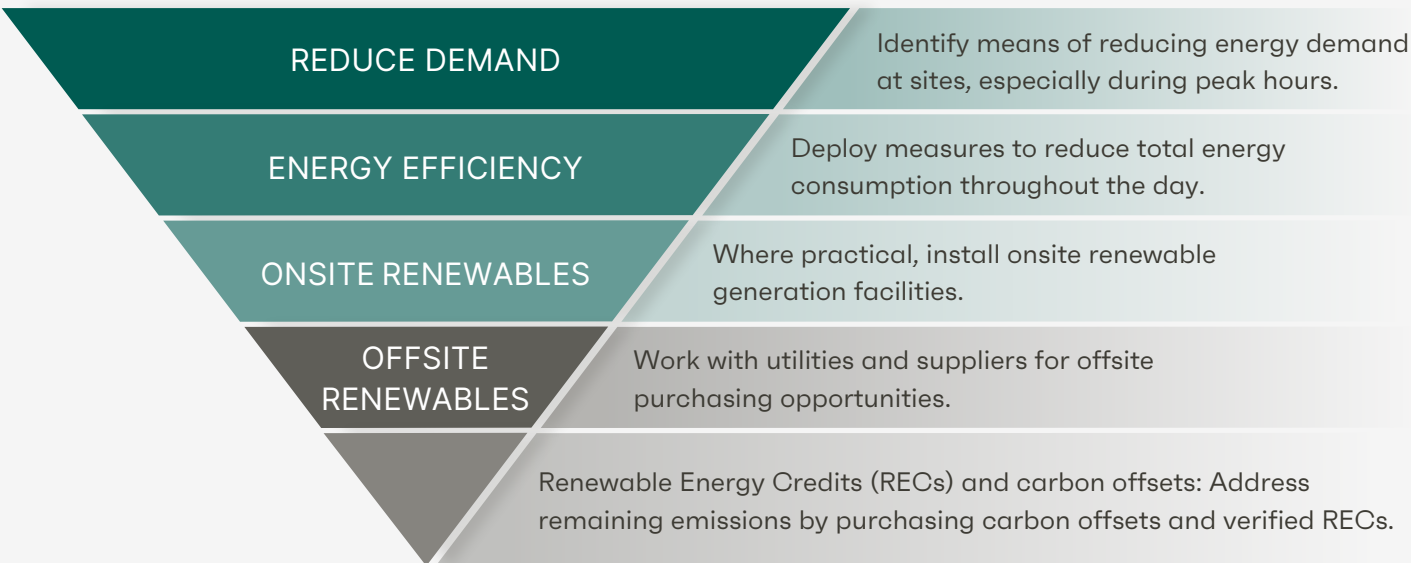 REDUCE DEMAND
Identify means of reducing energy demand
at sites, especially during peak hours.
ENERGY EFFICIENCY
Deploy measures to reduce total energy
consumption throughout the day.
ONSITE RENEWABLES
Where practical, install onsite renewable
generation facilities.
OFFSITE
RENEWABLES
Work with utilities and suppliers for offsite
purchasing opportunities.
Renewable Energy Credits (RECs) and carbon offsets: Address
remaining emissions by purchasing carbon offsets and verified RECs.